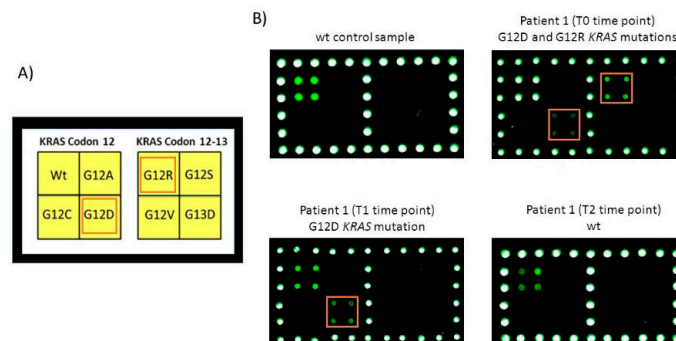 A)
KRAS Codon 12 KRAS Codon 12-13
Wt G12A G12R G12S
G12C G12D G12V G13D
B)
wt control sample
Patient 1 (T0 time point)
G12D and G12R KRAS mutations
Patient 1 (T1 time point)
G12D KRAS mutation
Patient 1 (T2 time point)
wt